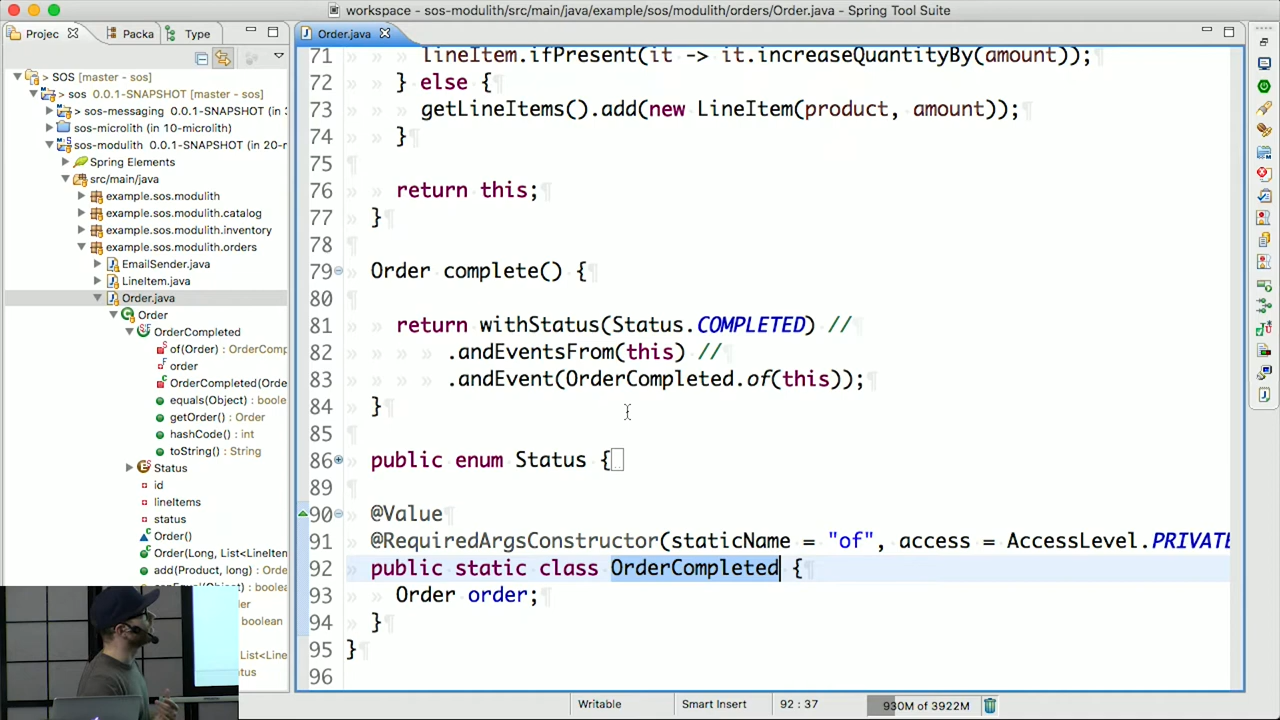 workspace - sos-modulith/src/main/java/example/sos/modulith/orders/Order.java - Spring Tool Suite
Projec
Packa
Type
> SOS [master - sos]
> sos 0.0.1-SNAPSHOT [master - sos]
> sos-messaging 0.0.1-SNAPSHOT (in 3
sos-microlith (in 10-microlith)
sos-modulith 0.0.1-SNAPSHOT (in 20-m
Spring Elements
src/main/java
example.sos.modulith
example.sos.modulith.catalog
example.sos.modulith.inventory
example.sos.modulith.orders
EmailSender.java
LineItem.java
Order.java
Order
OrderCompleted
of(Order) : OrderComp
order
OrderCompleted(Orde
equals(Object) : boole
getOrder() : Order
hashCode() : int
toString() : String
Status
id
lineItems
status
Order()
Order(Long, List<LineIten
add(Product, long) : Order
boolean
List<Line
Order.java
71 lineItem.ifPresent(it -> it.increaseQuantityBy(amount));
72 } else {
73 getLineItems().add(new LineItem(product, amount));
74 }
75
76 return this;
77 }
78
79 Order complete() {
80
81 return withStatus(Status.COMPLETED) //
82 .andEventsFrom(this) //
83 .andEvent(OrderCompleted.of(this));
84 }
85
86 public enum Status {
89
90 @Value
91 @RequiredArgsConstructor(staticName = "of", access = AccessLevel.PRIVATE
92 public static class OrderCompleted {
93 Order order;
94 }
95 }
96
Writable
Smart Insert
92 : 37
930M of 3922M